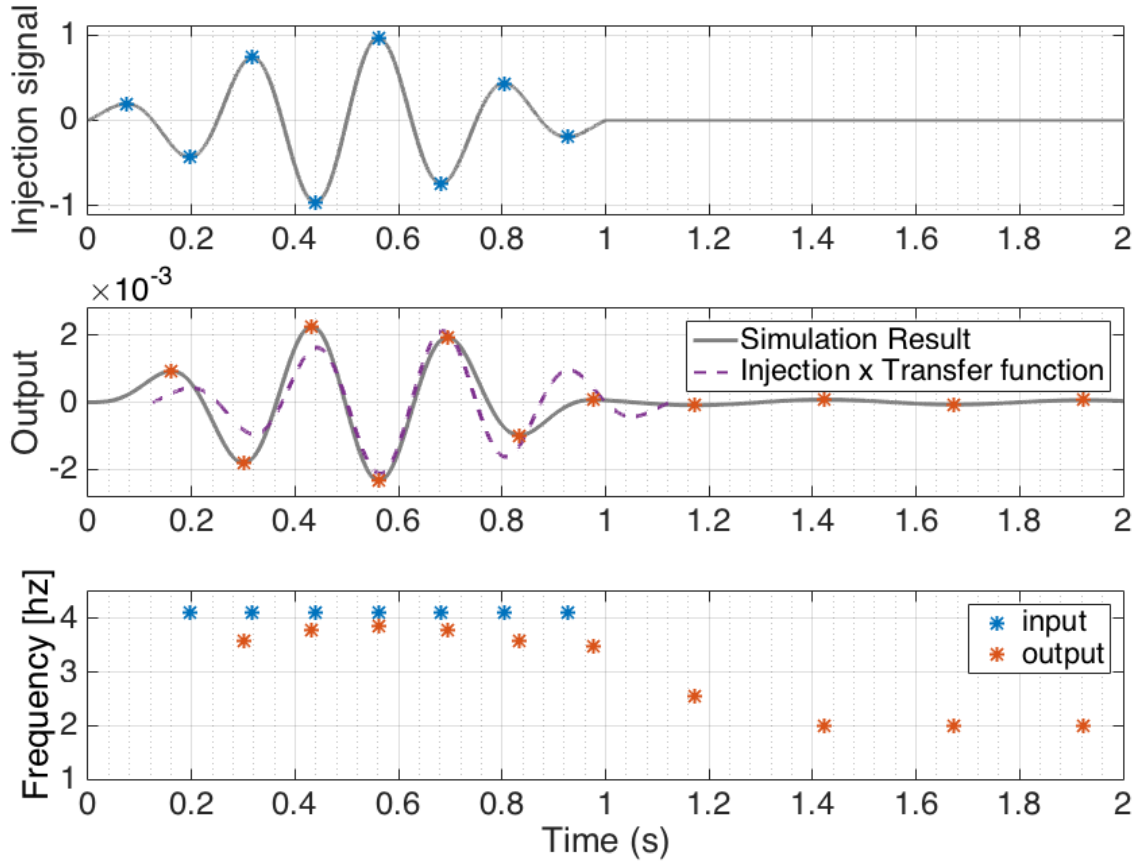 Injection signal
1
0
-1
0 0.2 0.4 0.6 0.8 1 1.2 1.4 1.6 1.8 2
×10-3
Output
2
0
-2
Simulation Result
Injection x Transfer function
0 0.2 0.4 0.6 0.8 1 1.2 1.4 1.6 1.8 2
Frequency [hz]
4
3
2
1
input
output
0 0.2 0.4 0.6 0.8 1 1.2 1.4 1.6 1.8 2
Time (s)